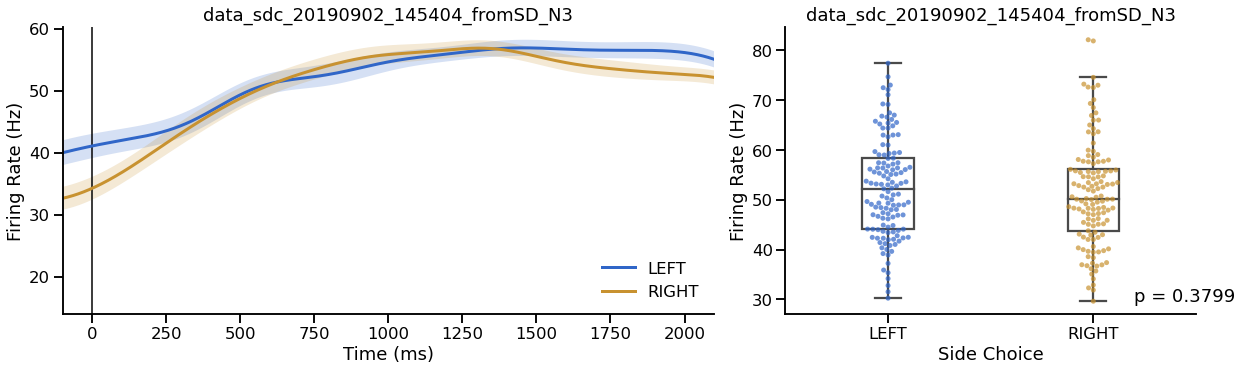 data_sdc_20190902_145404_fromSD_N3
Firing Rate (Hz)
60
50
40
30
20
0 250 500 750 1000 1250 1500 1750 2000
Time (ms)
LEFT
RIGHT
data_sdc_20190902_145404_fromSD_N3
Firing Rate (Hz)
80
70
60
50
40
30
p = 0.3799
LEFT RIGHT
Side Choice